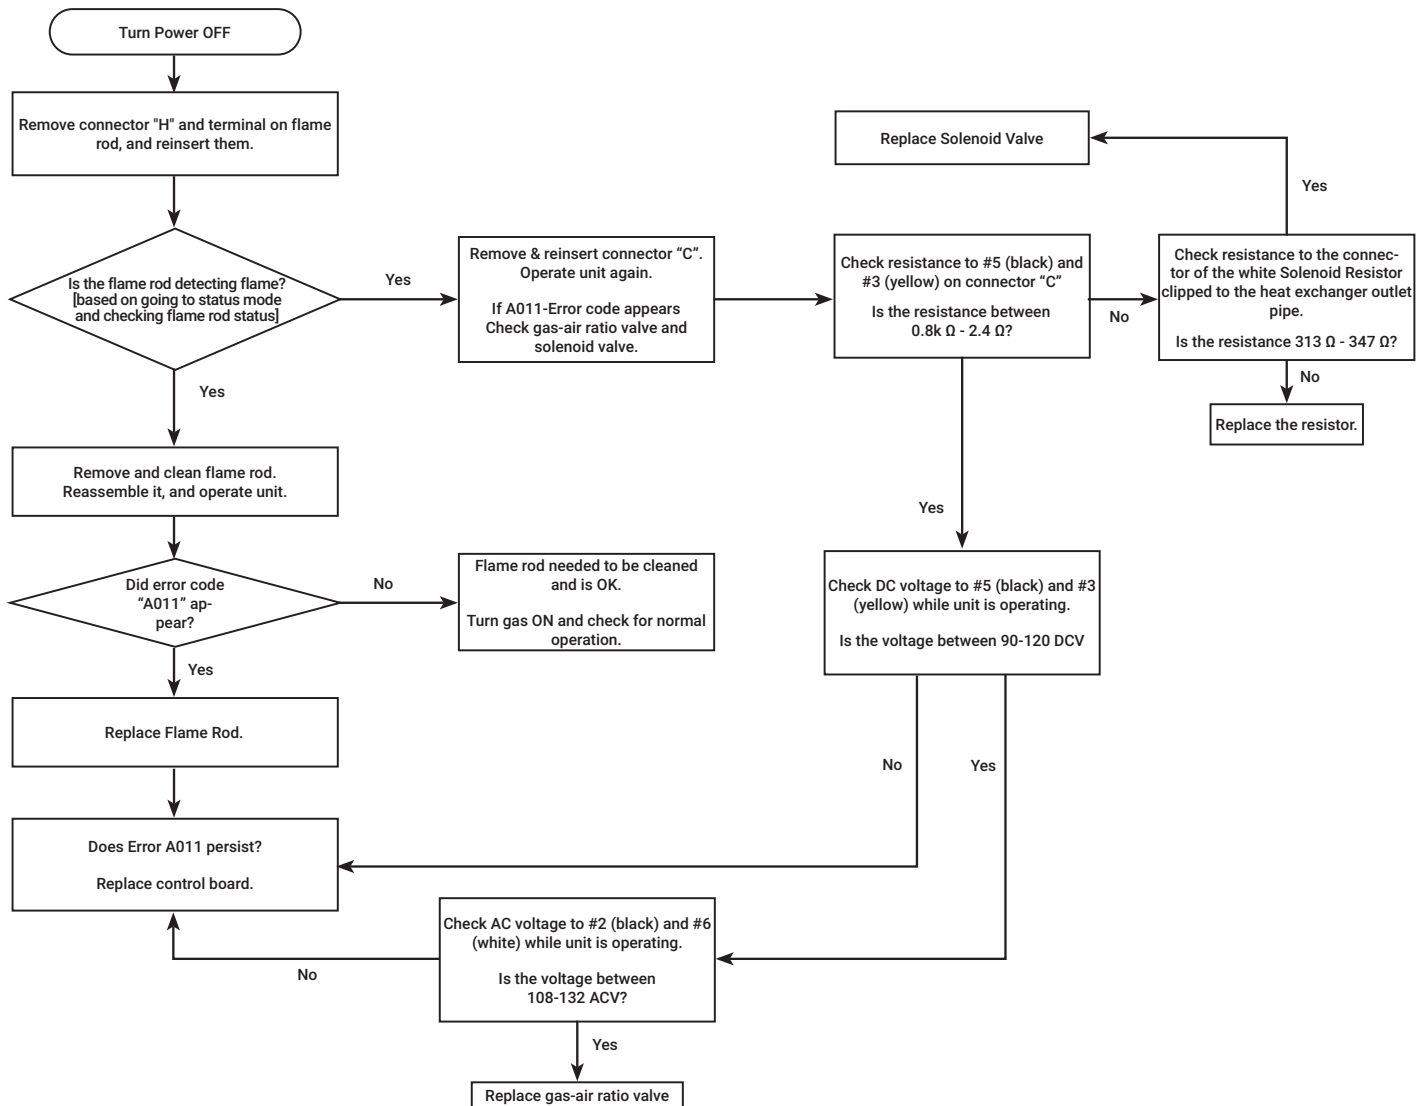 Turn Power OFF
Remove connector "H" and terminal on flame
rod, and reinsert them.
Is the flame rod detecting flame?
[based on going to status mode
and checking flame rod status]
Yes
Yes
Remove & reinsert connector “C”.
Operate unit again.
If A011-Error code appears
Check gas-air ratio valve and
solenoid valve.
Check resistance to #5 (black) and
#3 (yellow) on connector “C”
Is the resistance between
0.8k Ω - 2.4 Ω?
No
Yes
Check resistance to the connec-
tor of the white Solenoid Resistor
clipped to the heat exchanger outlet
pipe.
Is the resistance 313 Ω - 347 Ω?
Yes
Replace Solenoid Valve
No
Replace the resistor.
Remove and clean flame rod.
Reassemble it, and operate unit.
Did error code
“A011” ap-
pear?
No
Flame rod needed to be cleaned
and is OK.
Turn gas ON and check for normal
operation.
Yes
Replace Flame Rod.
Does Error A011 persist?
Replace control board.
Check DC voltage to #5 (black) and #3
(yellow) while unit is operating.
Is the voltage between 90-120 DCV
No
Yes
Check AC voltage to #2 (black) and #6
(white) while unit is operating.
Is the voltage between
108-132 ACV?
No
Yes
Replace gas-air ratio valve